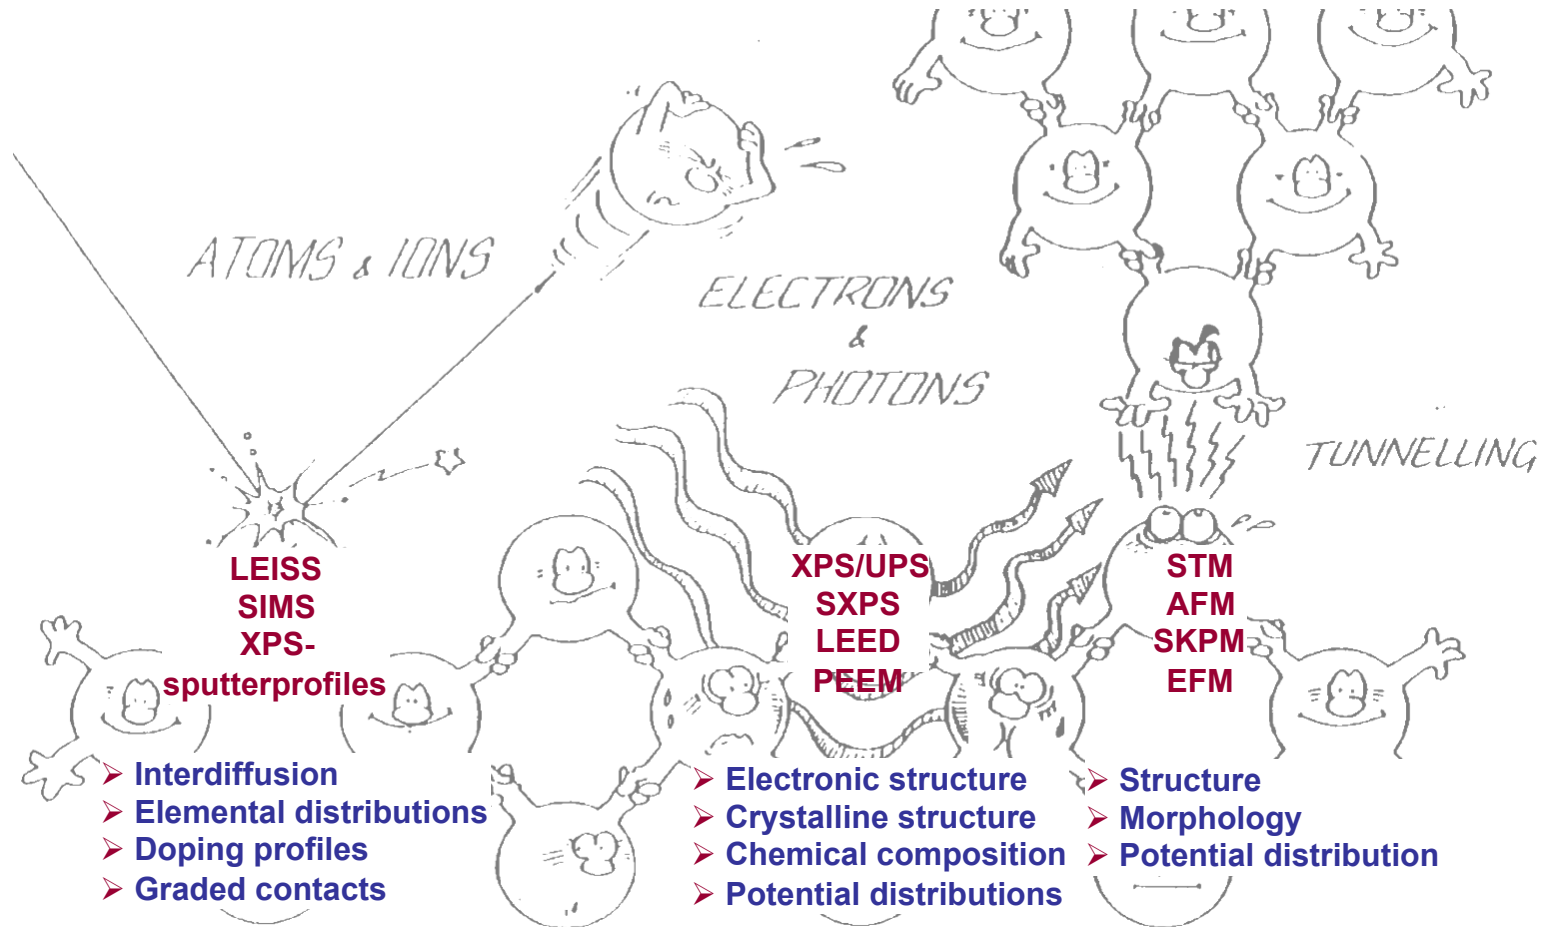 ATOMS & IONS
ELECTRONS
&
PHOTONS
TUNNELLING
LEISS
SIMS
XPS-
sputterprofiles
XPS/UPS
SXPS
LEED
PEEM
STM
AFM
SKPM
EFM
➢ Interdiffusion
➢ Elemental distributions
➢ Doping profiles
➢ Graded contacts
➢ Electronic structure
➢ Crystalline structure
➢ Chemical composition
➢ Potential distributions
➢ Structure
➢ Morphology
➢ Potential distribution